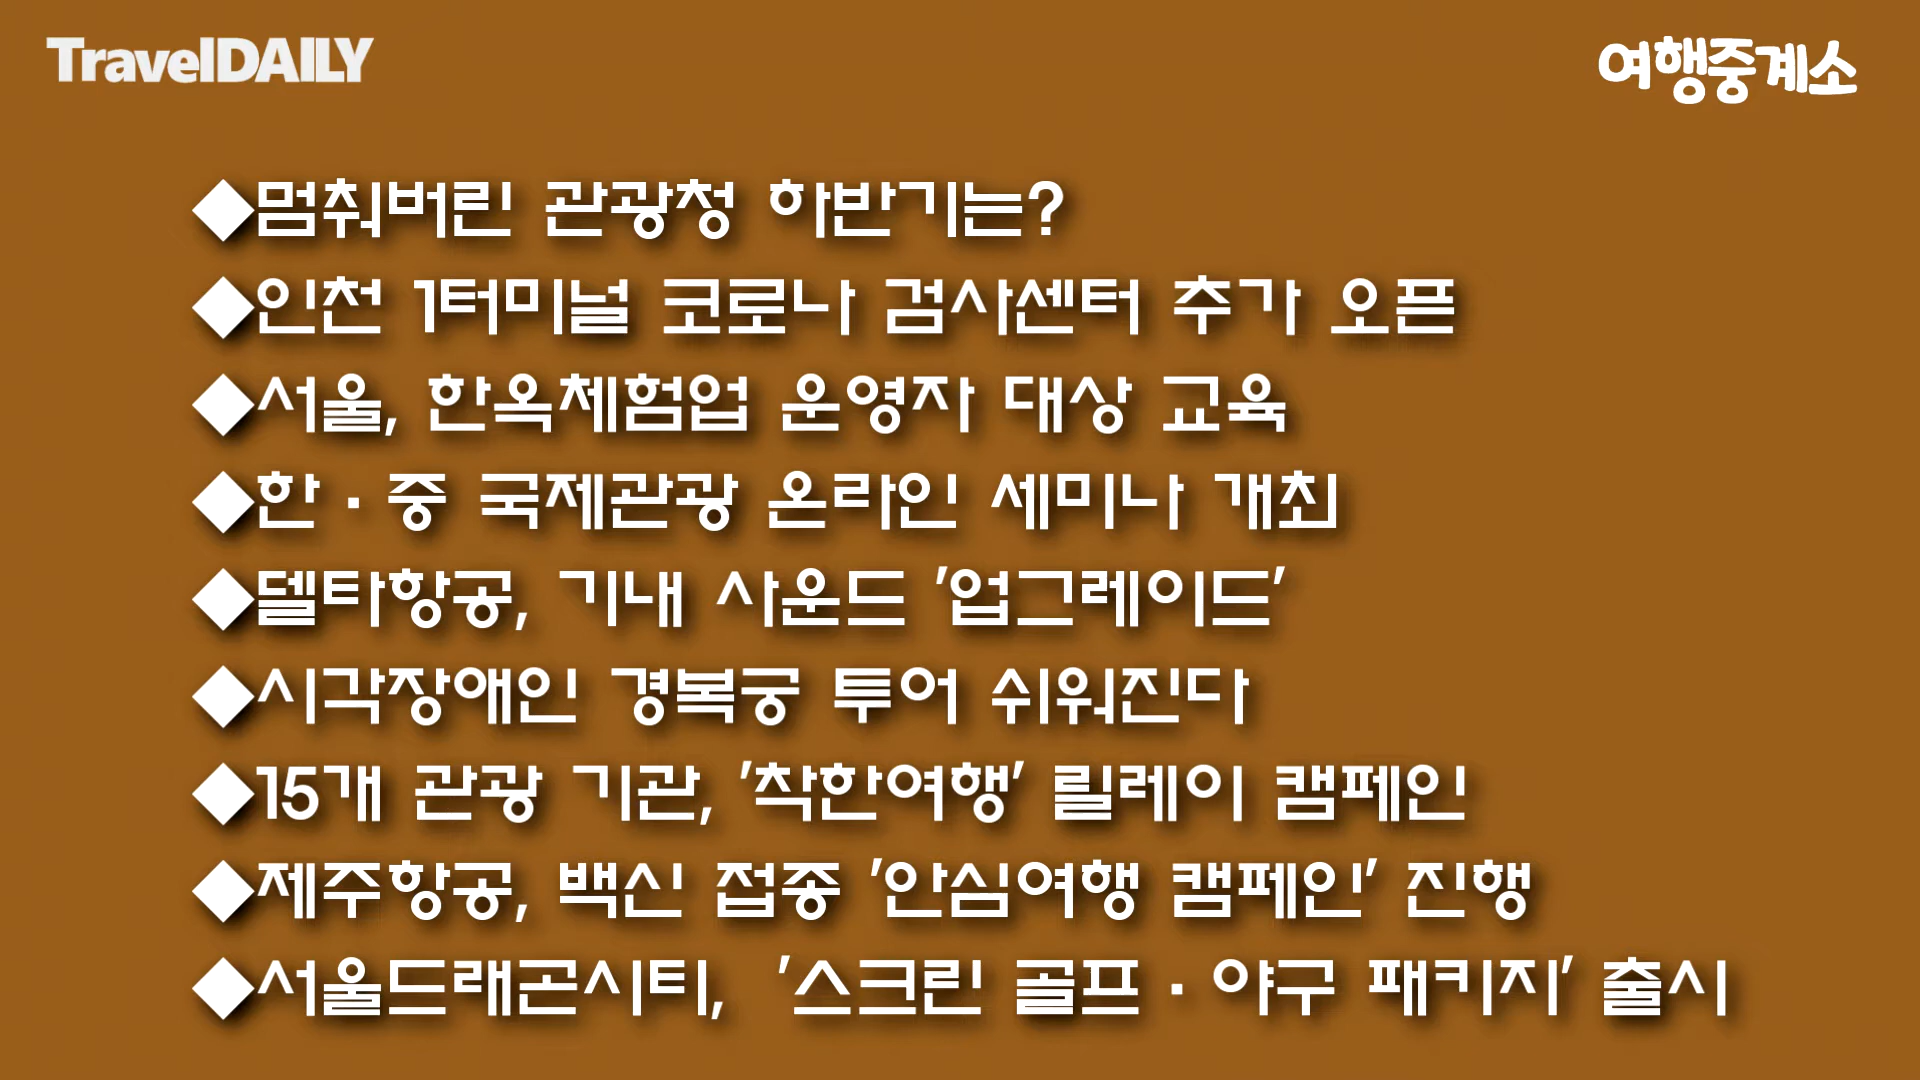 TravelDAILY
여행중계소
◆멈춰버린 관광청 하반기는?
◆인천 1터미널 코로나 검사센터 추가 오픈
◆서울, 한옥체험업 운영자 대상 교육
◆한·중 국제관광 온라인 세미나 개최
◆델타항공, 기내 사운드 '업그레이드'
◆시각장애인 경복궁 투어 쉬워진다
◆15개 관광 기관, '착한여행' 릴레이 캠페인
◆제주항공, 백신 접종 '안심여행 캠페인' 진행
◆서울드래곤시티, '스크린 골프·야구 패키지' 출시